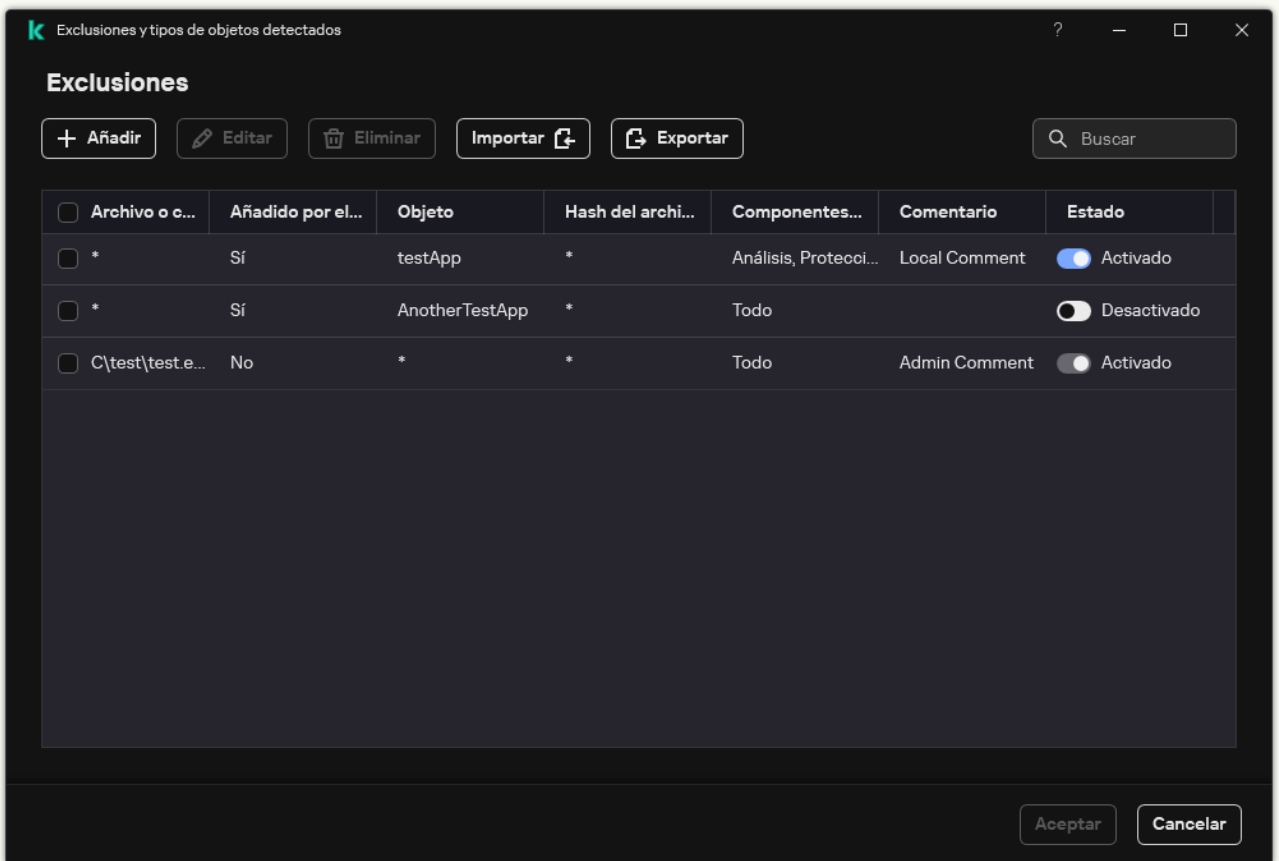 Exclusiones y tipos de objetos detectados ?
Exclusiones
Añadir Editar Eliminar Importar Exportar Buscar
Archivo o c... Añadido por el... Objeto Hash del archi... Componentes... Comentario Estado
* Sí testApp * Análisis, Protecci... Local Comment Activado
* Sí AnotherTestApp * Todo Desactivado
C\test\test.e... No * * Todo Admin Comment Activado
Aceptar Cancelar